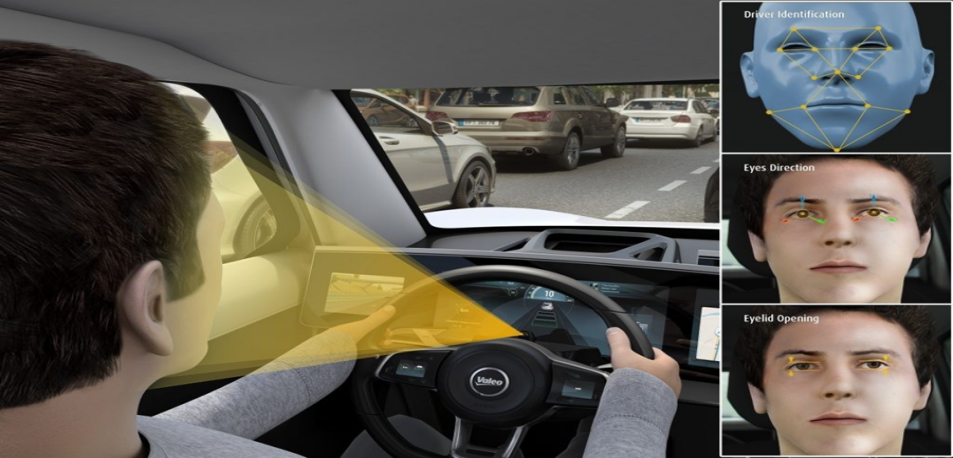 Driver Identification
Eyes Direction
Eyelid Opening
10
Valeo